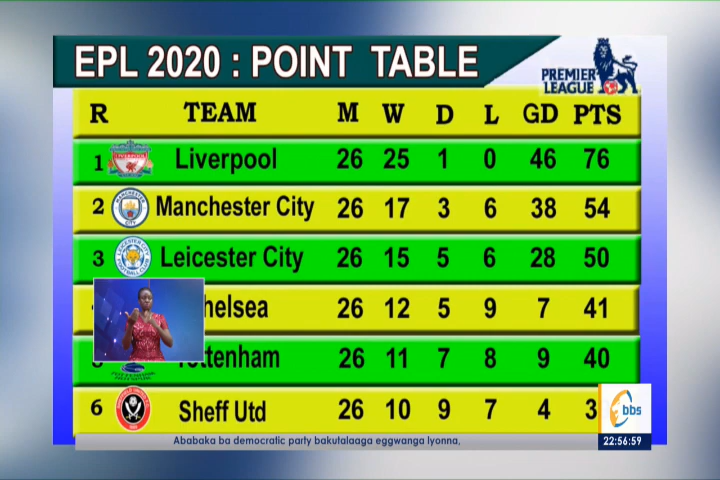 EPL 2020 : POINT TABLE
PREMIER
LEAGUE
R TEAM M W D L GD PTS
1 Liverpool 26 25 1 0 46 76
2 Manchester City 26 17 3 6 38 54
3 Leicester City 26 15 5 6 28 50
helsea 26 12 5 9 7 41
ottenham 26 11 7 8 9 40
6 Sheff Utd 26 10 9 7 4 3
bbs
Ababaka ba democratic party bakutalaaga eggwanga lyonna,
22:56:59